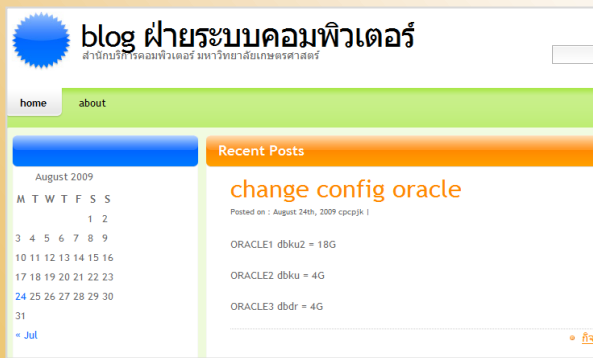 blog ฝ่ายระบบคอมพิวเตอร์
สำนักบริการคอมพิวเตอร์ มหาวิทยาลัยเกษตรศาสตร์
home about
Recent Posts
August 2009
M T W T F S S
1 2
3 4 5 6 7 8 9
10 11 12 13 14 15 16
17 18 19 20 21 22 23
24 25 26 27 28 29 30
31
« Jul
change config oracle
Posted on : August 24th, 2009 cpcpjk |
ORACLE1 dbku2 = 18G
ORACLE2 dbku = 4G
ORACLE3 dbdr = 4G